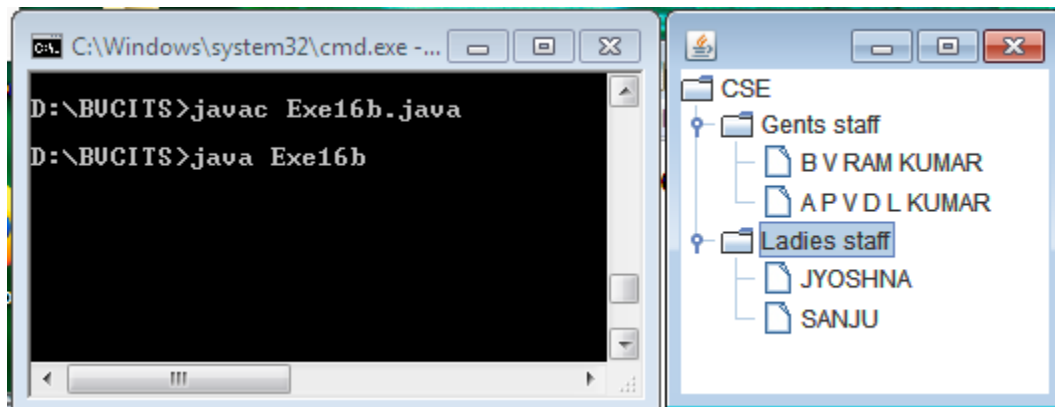 C:\Windows\system32\cmd.exe -...
D:\BVCITS>javac Exe16b.java
D:\BVCITS>java Exe16b
CSE
Gents staff
B V RAM KUMAR
A P V D L KUMAR
Ladies staff
JYOSHNA
SANJU